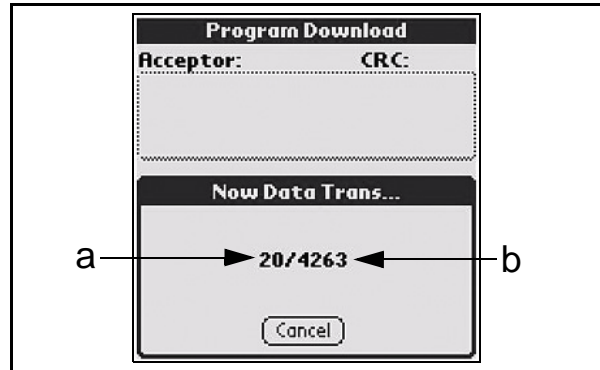 Program Download
Acceptor: CRC:
Now Data Trans...
a 20/4263 b
Cancel